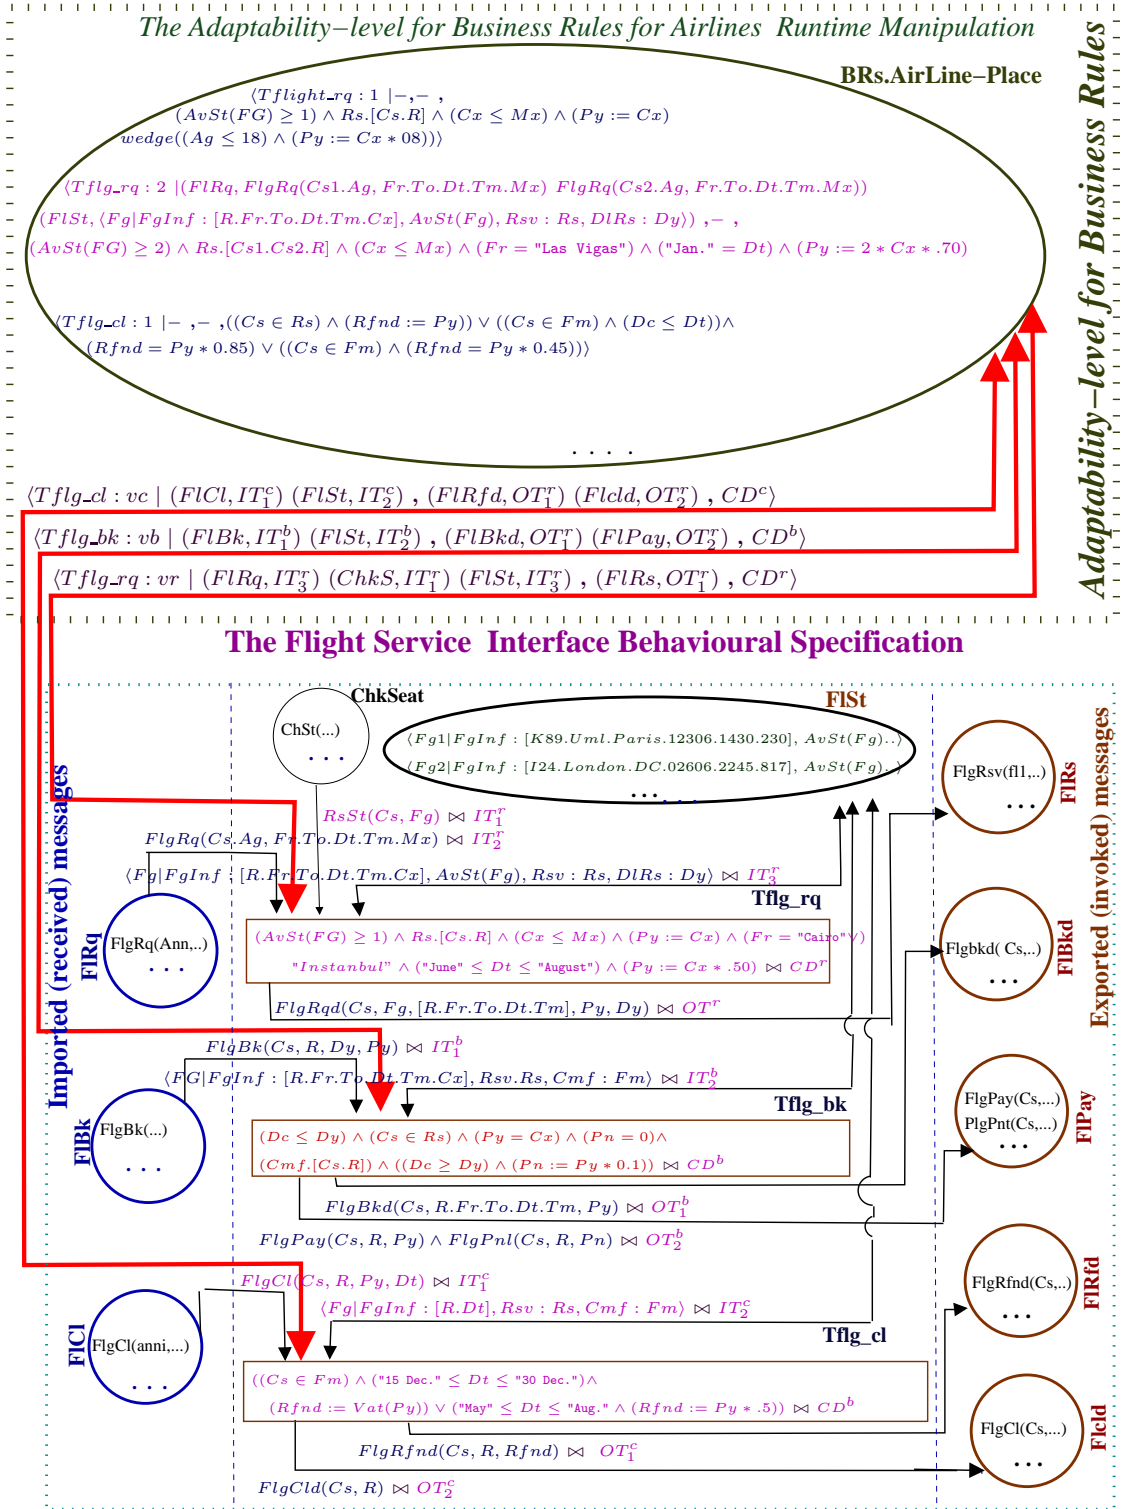 The Adaptability−level for Business Rules for Airlines Runtime Manipulation
BRs.AirLine−Place
⟨Tflight_rq : 1 |−,− ,
(AvSt(FG) ≥ 1) ∧ Rs.[Cs.R] ∧ (Cx ≤ Mx) ∧ (Py := Cx)
wedge((Ag ≤ 18) ∧ (Py := Cx ∗ 08))⟩
⟨Tflg_rq : 2 |(FlRq, FlgRq(Cs1.Ag, Fr.To.Dt.Tm.Mx) FlgRq(Cs2.Ag, Fr.To.Dt.Tm.Mx))
(FlSt, ⟨Fg|FgInf : [R.Fr.To.Dt.Tm.Cx], AvSt(Fg), Rsv : Rs, DlRs : Dy⟩) ,− ,
(AvSt(FG) ≥ 2) ∧ Rs.[Cs1.Cs2.R] ∧ (Cx ≤ Mx) ∧ (Fr = "Las Vigas") ∧ ("Jan." = Dt) ∧ (Py := 2 ∗ Cx ∗ .70)
⟨Tflg_cl : 1 |− ,− ,((Cs ∈ Rs) ∧ (Rfnd := Py)) ∨ ((Cs ∈ Fm) ∧ (Dc ≤ Dt))∧
(Rfnd = Py ∗ 0.85) ∨ ((Cs ∈ Fm) ∧ (Rfnd = Py ∗ 0.45))⟩
. . . .
Adaptability−level for Business Rules
⟨Tflg_cl : vc | (FlCl, IT₁ᶜ) (FlSt, IT₂ᶜ) , (FlRfd, OT₁ʳ) (Flcld, OT₂ʳ) , CDᶜ⟩
⟨Tflg_bk : vb | (FlBk, IT₁ᵇ) (FlSt, IT₂ᵇ) , (FlBkd, OT₁ʳ) (FlPay, OT₂ʳ) , CDᵇ⟩
⟨Tflg_rq : vr | (FlRq, IT₃ʳ) (ChkS, IT₁ʳ) (FlSt, IT₃ʳ) , (FlRs, OT₁ʳ) , CDʳ⟩
The Flight Service Interface Behavioural Specification
ChkSeat
FlSt
ChSt(...)
. . .
⟨Fg1|FgInf : [K89.Uml.Paris.12306.1430.230], AvSt(Fg)..⟩
⟨Fg2|FgInf : [I24.London.DC.02606.2245.817], AvSt(Fg)..⟩
... . . .
FlgRsv(fl1,..)
...
FlRs
Imported (received) messages
Exported (invoked) messages
RsSt(Cs, Fg) ⋈ IT₁ʳ
FlgRq(Cs.Ag, Fr.To.Dt.Tm.Mx) ⋈ IT₂ʳ
⟨Fg|FgInf : [R.Fr.To.Dt.Tm.Cx], AvSt(Fg), Rsv : Rs, DlRs : Dy⟩ ⋈ IT₃ʳ
Tflg_rq
FlgRq(Ann,..)
. . .
FlRq
(AvSt(FG) ≥ 1) ∧ Rs.[Cs.R] ∧ (Cx ≤ Mx) ∧ (Py := Cx) ∧ (Fr = "Cairo"∨)
"Instanbul" ∧ ("June" ≤ Dt ≤ "August") ∧ (Py := Cx ∗ .50) ⋈ CDʳ
Flgbkd( Cs,..)
...
FlBkd
FlgRqd(Cs, Fg, [R.Fr.To.Dt.Tm], Py, Dy) ⋈ OTʳ
FlgBk(Cs, R, Dy, Py) ⋈ IT₁ᵇ
⟨FG|FgInf : [R.Fr.To.Dt.Tm.Cx], Rsv.Rs, Cmf : Fm⟩ ⋈ IT₂ᵇ
Tflg_bk
FlgBk(...)
. . .
FlBk
FlgPay(Cs,...)
PlgPnt(Cs,...)
...
FlPay
(Dc ≤ Dy) ∧ (Cs ∈ Rs) ∧ (Py = Cx) ∧ (Pn = 0)∧
(Cmf.[Cs.R]) ∧ ((Dc ≥ Dy) ∧ (Pn := Py ∗ 0.1)) ⋈ CDᵇ
FlgBkd(Cs, R.Fr.To.Dt.Tm, Py) ⋈ OT₁ᵇ
FlgPay(Cs, R, Py) ∧ FlgPnl(Cs, R, Pn) ⋈ OT₂ᵇ
FlgRfnd(Cs,..)
...
FlRfd
FlgCl(Cs, R, Py, Dt) ⋈ IT₁ᶜ
⟨Fg|FgInf : [R.Dt], Rsv : Rs, Cmf : Fm⟩ ⋈ IT₂ᶜ
Tflg_cl
FlgCl(anni,...)
. . .
FlCl
((Cs ∈ Fm) ∧ ("15 Dec." ≤ Dt ≤ "30 Dec.")∧
(Rfnd := Vat(Py)) ∨ ("May" ≤ Dt ≤ "Aug." ∧ (Rfnd := Py ∗ .5)) ⋈ CDᵇ
FlgCl(Cs,...)
...
Flcld
FlgRfnd(Cs, R, Rfnd) ⋈ OT₁ᶜ
FlgCld(Cs, R) ⋈ OT₂ᶜ